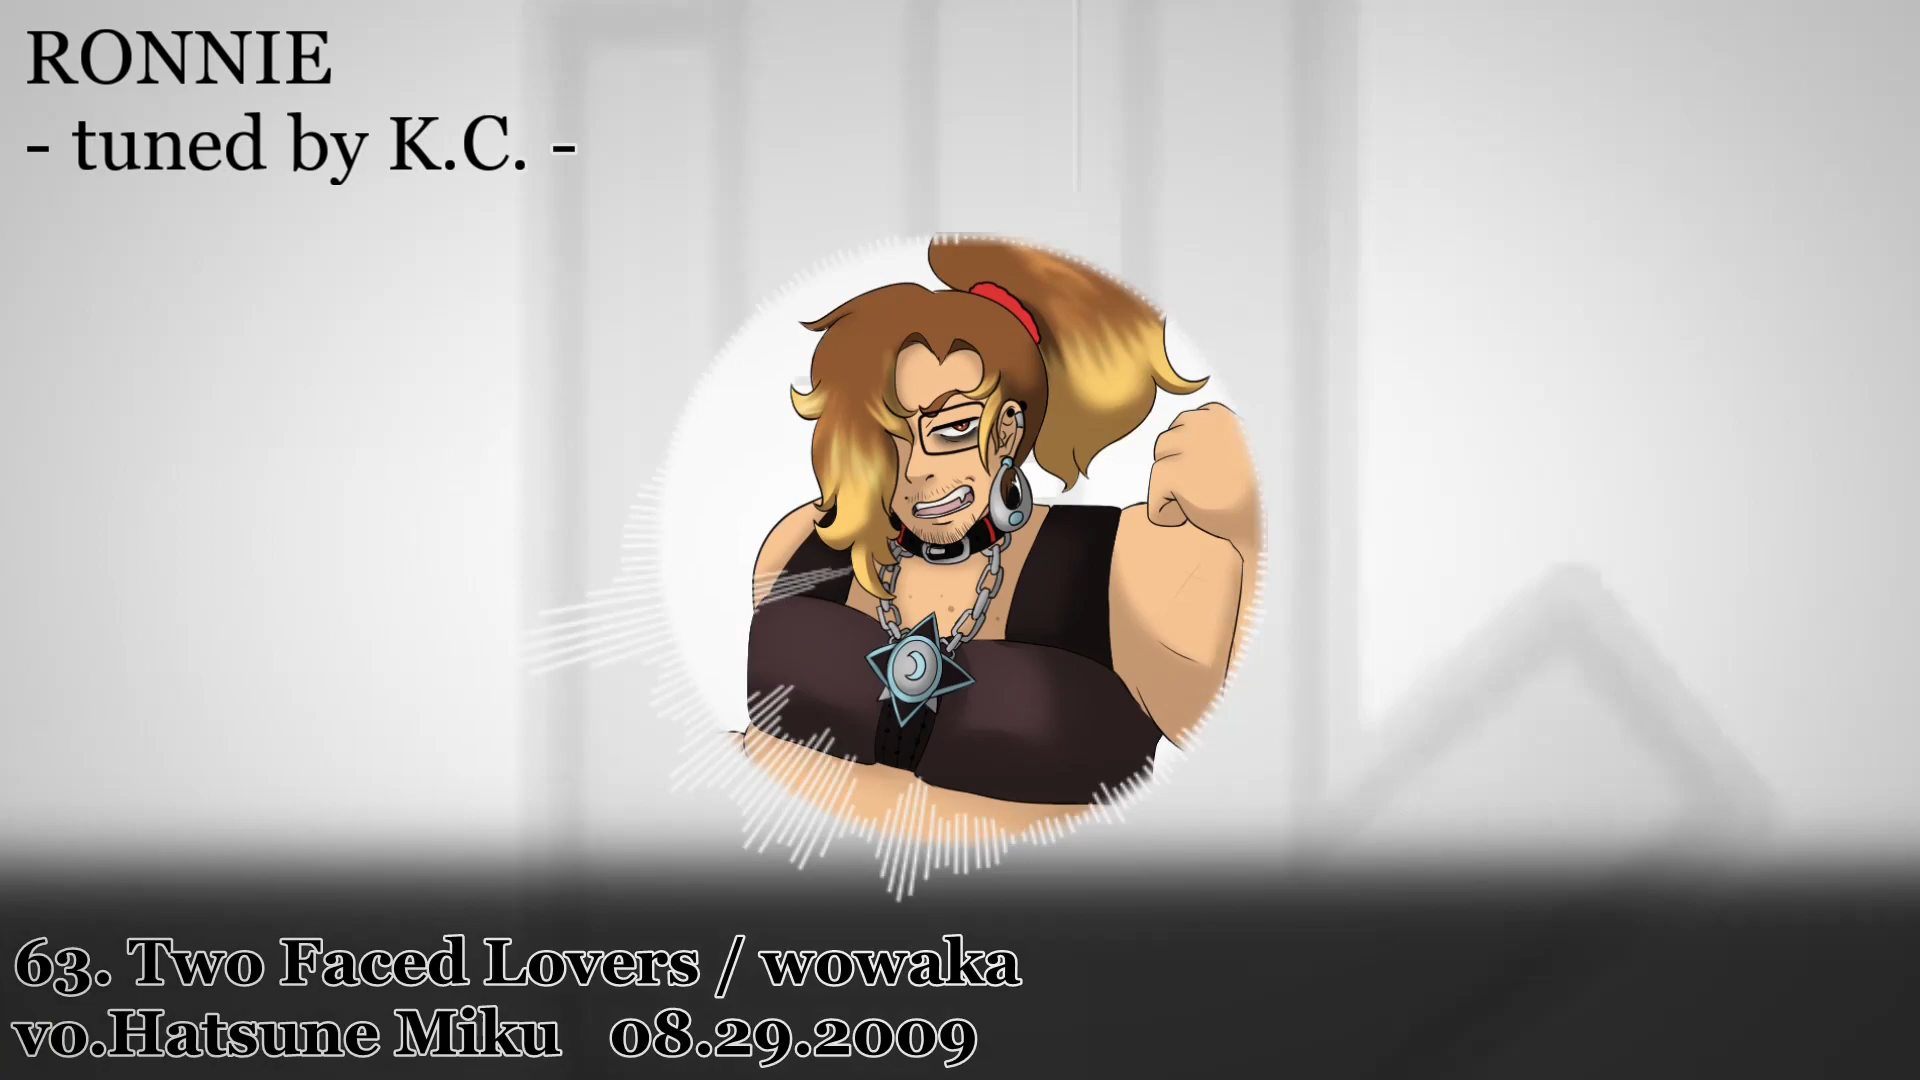 RONNIE
- tuned by K.C. -
63. Two Faced Lovers / wowaka
vo.Hatsune Miku 08.29.2009